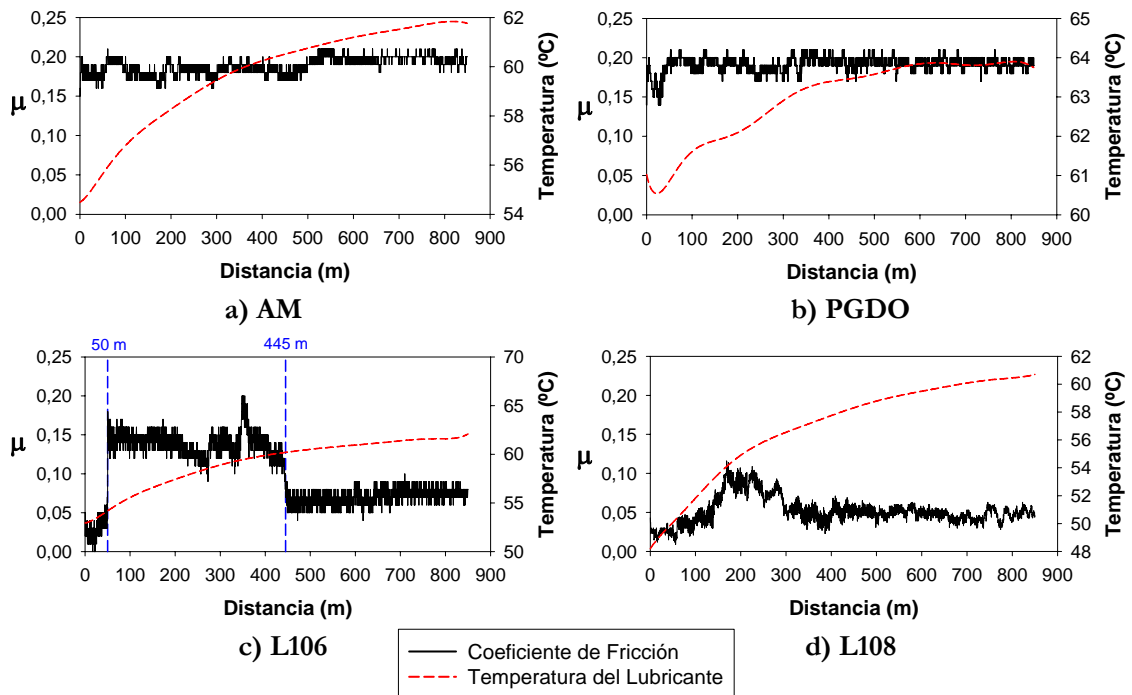 0,25
0,20
0,15
0,10
0,05
0,00
μ
62
60
58
56
54
Temperatura (ºC)
0 100 200 300 400 500 600 700 800 900
Distancia (m)
a) AM
0,25
0,20
0,15
0,10
0,05
0,00
μ
65
64
63
62
61
60
Temperatura (ºC)
0 100 200 300 400 500 600 700 800 900
Distancia (m)
b) PGDO
50 m 445 m
0,25
0,20
0,15
0,10
0,05
0,00
μ
70
65
60
55
50
Temperatura (ºC)
0 100 200 300 400 500 600 700 800 900
Distancia (m)
c) L106
0,25
0,20
0,15
0,10
0,05
0,00
μ
62
60
58
56
54
52
50
48
Temperatura (ºC)
0 100 200 300 400 500 600 700 800 900
Distancia (m)
d) L108
Coeficiente de Fricción
Temperatura del Lubricante